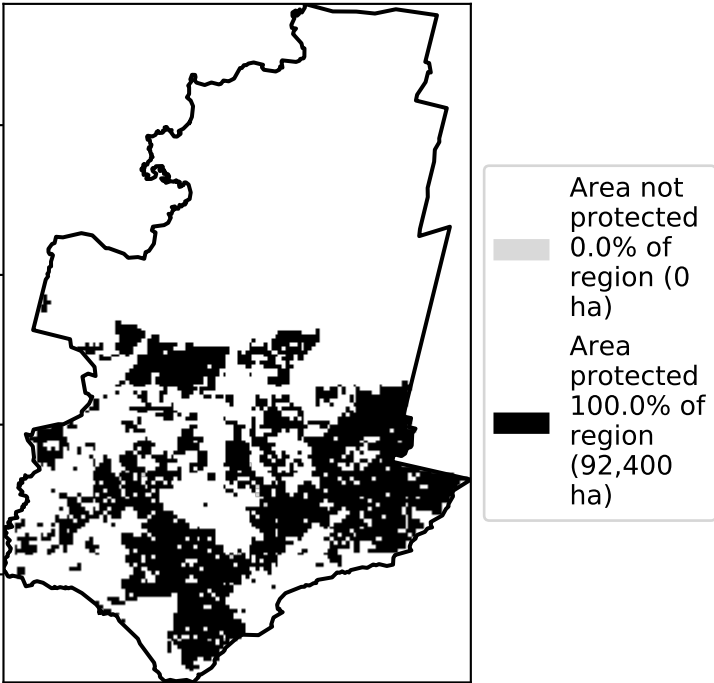 Area not
protected
0.0% of
region (0
ha)
Area
protected
100.0% of
region
(92,400
ha)